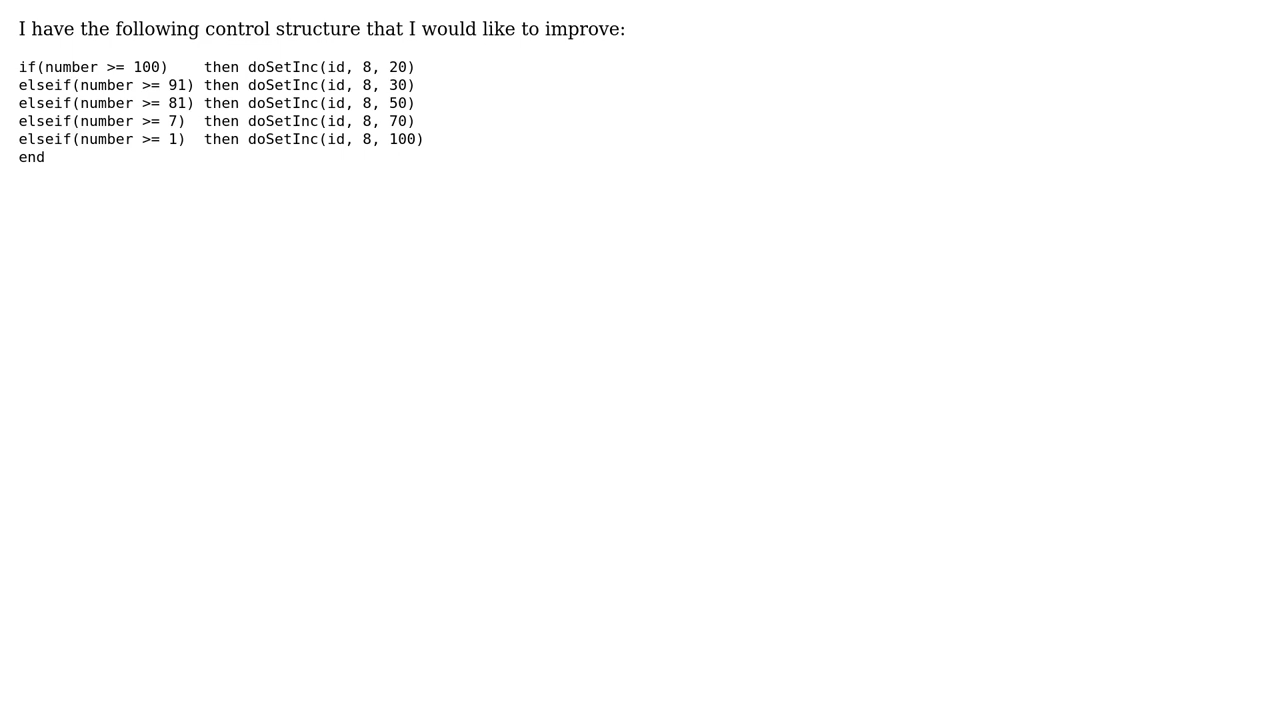 I have the following control structure that I would like to improve:
if(number >= 100)    then doSetInc(id, 8, 20)
elseif(number >= 91) then doSetInc(id, 8, 30)
elseif(number >= 81) then doSetInc(id, 8, 50)
elseif(number >= 7)  then doSetInc(id, 8, 70)
elseif(number >= 1)  then doSetInc(id, 8, 100)
end